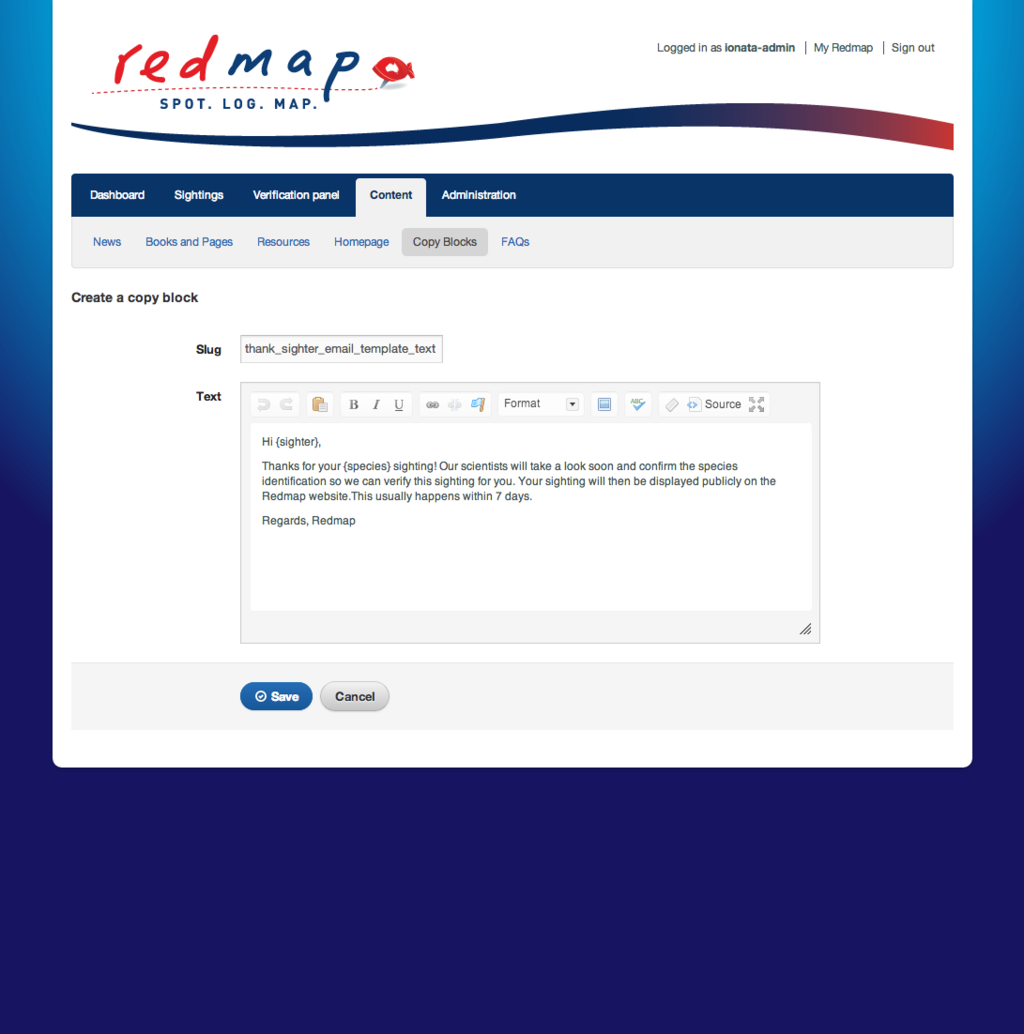 redmap
SPOT. LOG. MAP.
Logged in as ionata-admin | My Redmap | Sign out
Dashboard Sightings Verification panel Content Administration
News Books and Pages Resources Homepage Copy Blocks FAQs
Create a copy block
Slug thank_sighter_email_template_text
Text
B I U Format ABC Source
Hi {sighter},
Thanks for your {species} sighting! Our scientists will take a look soon and confirm the species
identification so we can verify this sighting for you. Your sighting will then be displayed publicly on the
Redmap website.This usually happens within 7 days.
Regards, Redmap
Save Cancel